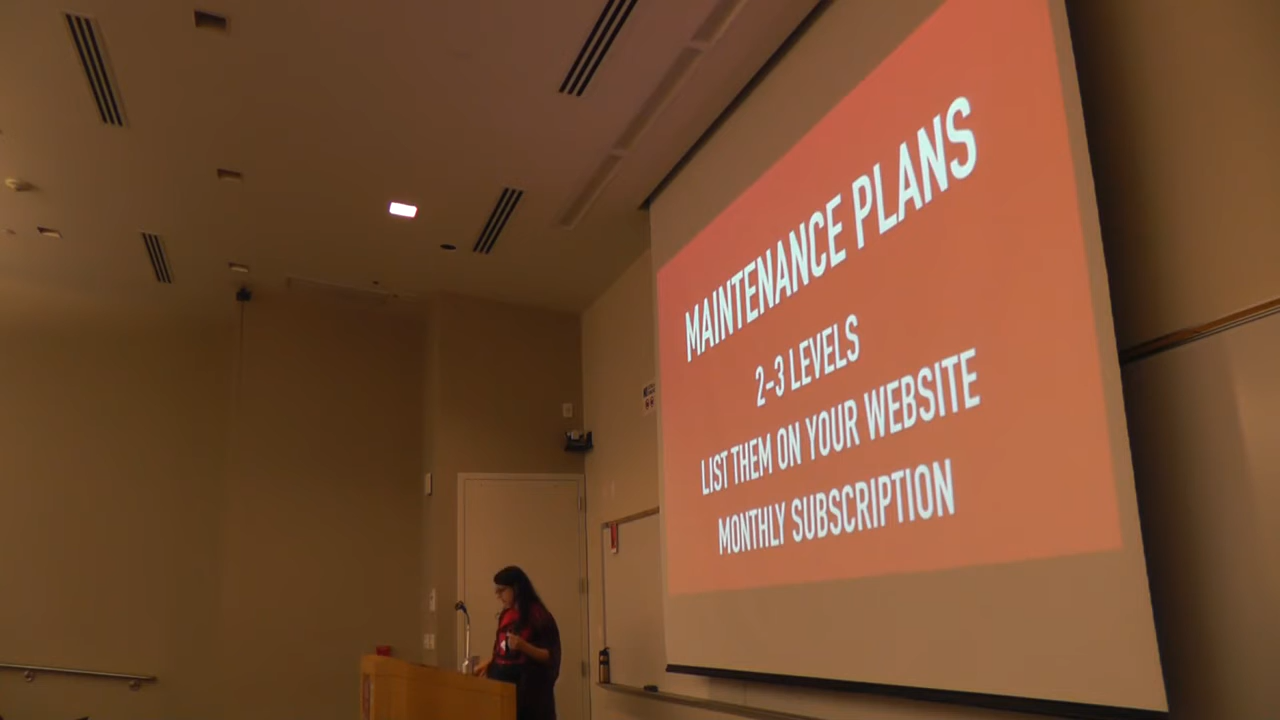 MAINTENANCE PLANS
2-3 LEVELS
LIST THEM ON YOUR WEBSITE
MONTHLY SUBSCRIPTION